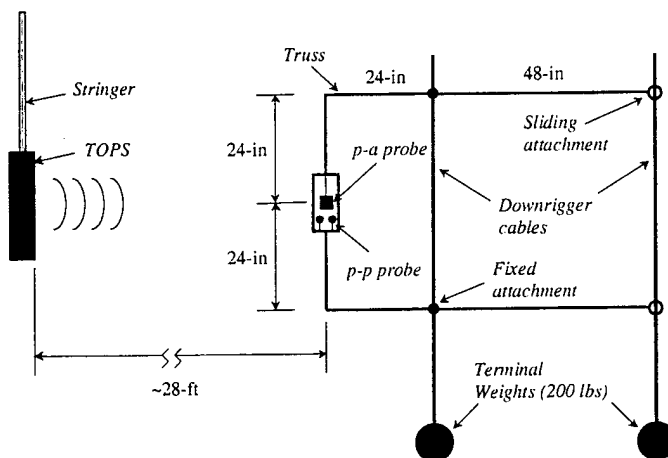 Truss
24-in
48-in
Stringer
TOPS
24-in
p-a probe
Sliding
attachment
24-in
p-p probe
Downrigger
cables
Fixed
attachment
~28-ft
Terminal
Weights (200 lbs)